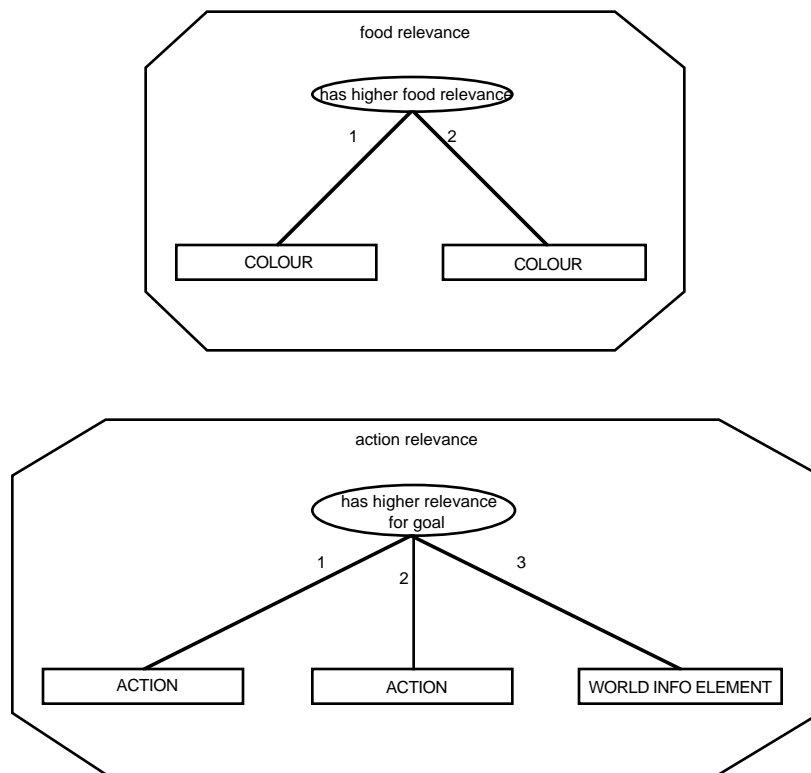 food relevance
has higher food relevance
1
2
COLOUR
COLOUR
action relevance
has higher relevance
for goal
1
2
3
ACTION
ACTION
WORLD INFO ELEMENT